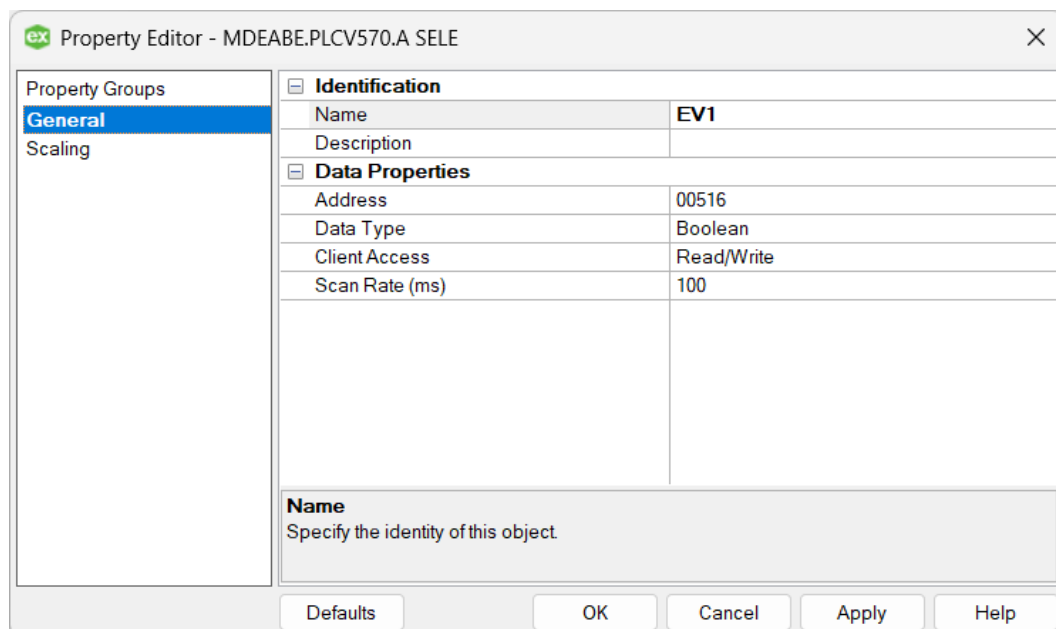 ex Property Editor - MDEABE.PLCV570.A SELE
Property Groups
General
Scaling
Identification
Name EV1
Description
Data Properties
Address 00516
Data Type Boolean
Client Access Read/Write
Scan Rate (ms) 100
Name
Specify the identity of this object.
Defaults OK Cancel Apply Help